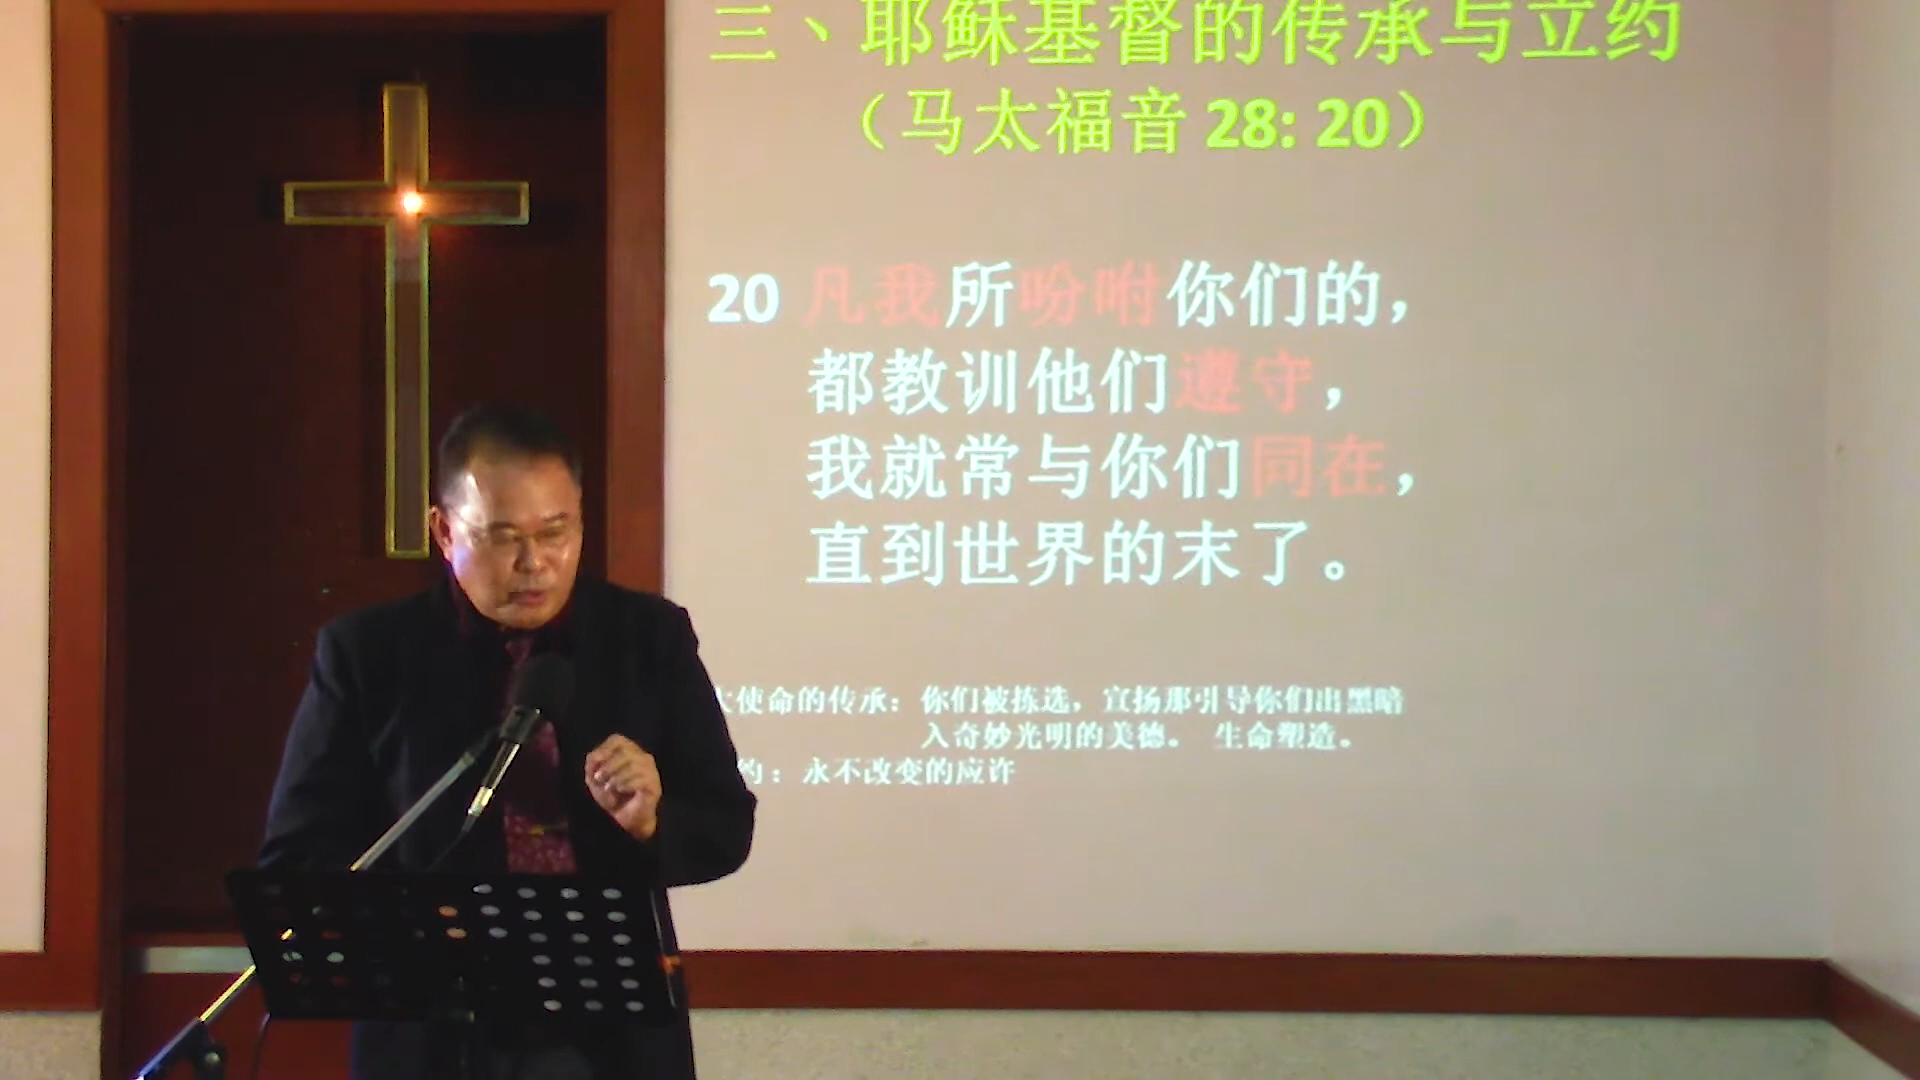 三、耶稣基督的传承与立约
（马太福音 28: 20）
20 凡我所吩咐你们的，
都教训他们遵守，
我就常与你们同在，
直到世界的末了。
大使命的传承：你们被拣选，宣扬那引导你们出黑暗
入奇妙光明的美德。 生命塑造。
约：永不改变的应许